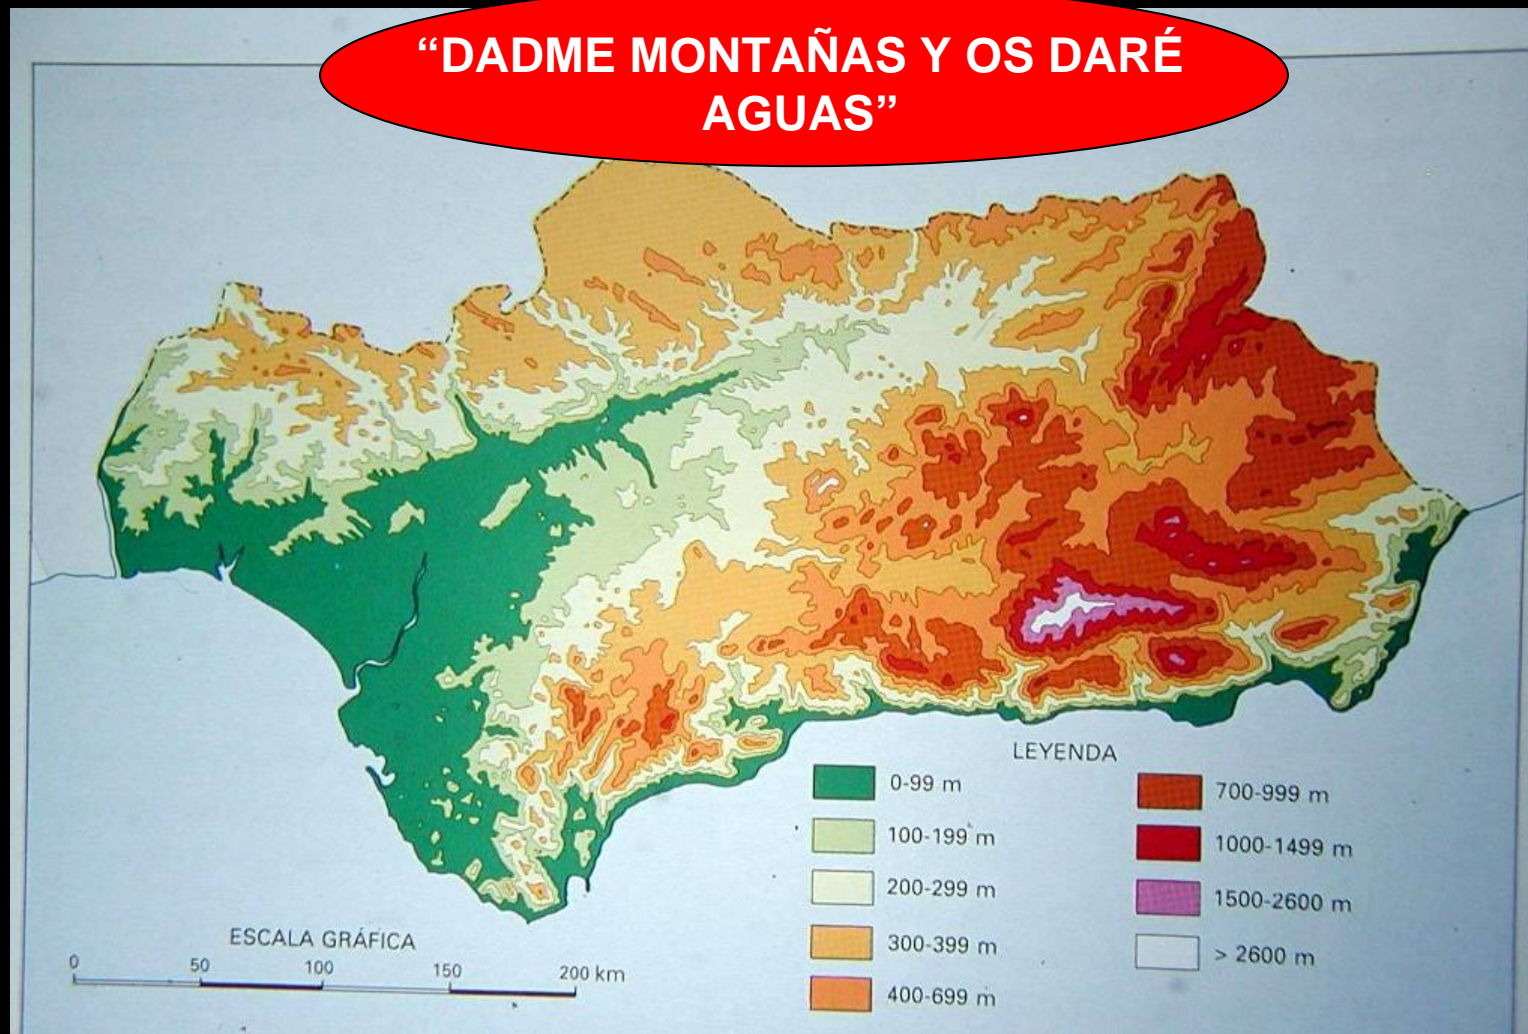 “DADME MONTAÑAS Y OS DARÉ
AGUAS”
LEYENDA
0-99 m
100-199 m
200-299 m
300-399 m
400-699 m
700-999 m
1000-1499 m
1500-2600 m
> 2600 m
ESCALA GRÁFICA
0 50 100 150 200 km